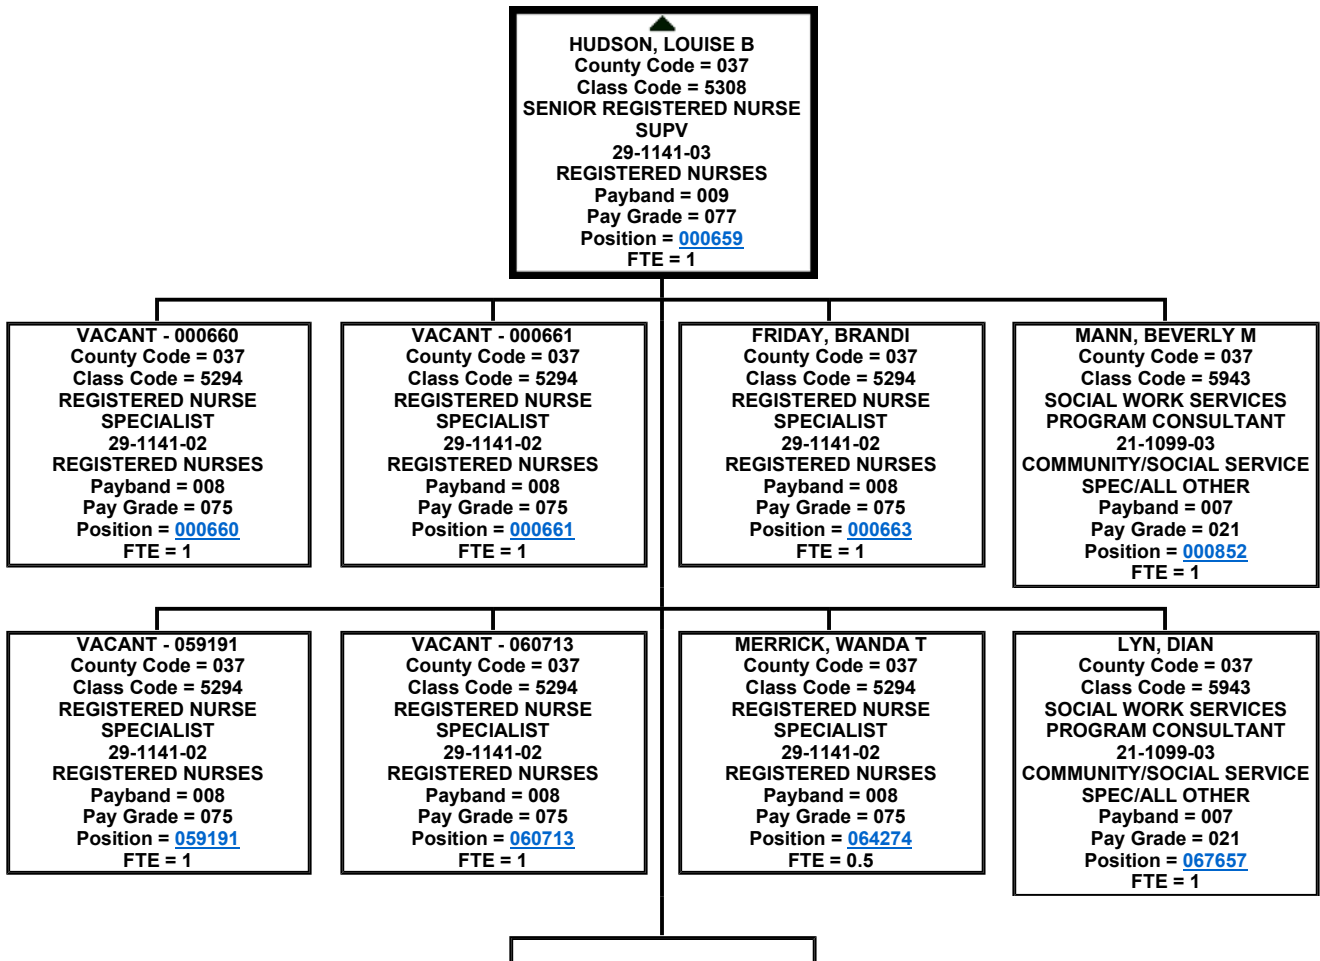 HUDSON, LOUISE B
County Code = 037
Class Code = 5308
SENIOR REGISTERED NURSE
SUPV
29-1141-03
REGISTERED NURSES
Payband = 009
Pay Grade = 077
Position = 000659
FTE = 1
VACANT - 000660
County Code = 037
Class Code = 5294
REGISTERED NURSE
SPECIALIST
29-1141-02
REGISTERED NURSES
Payband = 008
Pay Grade = 075
Position = 000660
FTE = 1
VACANT - 000661
County Code = 037
Class Code = 5294
REGISTERED NURSE
SPECIALIST
29-1141-02
REGISTERED NURSES
Payband = 008
Pay Grade = 075
Position = 000661
FTE = 1
FRIDAY, BRANDI
County Code = 037
Class Code = 5294
REGISTERED NURSE
SPECIALIST
29-1141-02
REGISTERED NURSES
Payband = 008
Pay Grade = 075
Position = 000663
FTE = 1
MANN, BEVERLY M
County Code = 037
Class Code = 5943
SOCIAL WORK SERVICES
PROGRAM CONSULTANT
21-1099-03
COMMUNITY/SOCIAL SERVICE
SPEC/ALL OTHER
Payband = 007
Pay Grade = 021
Position = 000852
FTE = 1
VACANT - 059191
County Code = 037
Class Code = 5294
REGISTERED NURSE
SPECIALIST
29-1141-02
REGISTERED NURSES
Payband = 008
Pay Grade = 075
Position = 059191
FTE = 1
VACANT - 060713
County Code = 037
Class Code = 5294
REGISTERED NURSE
SPECIALIST
29-1141-02
REGISTERED NURSES
Payband = 008
Pay Grade = 075
Position = 060713
FTE = 1
MERRICK, WANDA T
County Code = 037
Class Code = 5294
REGISTERED NURSE
SPECIALIST
29-1141-02
REGISTERED NURSES
Payband = 008
Pay Grade = 075
Position = 064274
FTE = 0.5
LYN, DIAN
County Code = 037
Class Code = 5943
SOCIAL WORK SERVICES
PROGRAM CONSULTANT
21-1099-03
COMMUNITY/SOCIAL SERVICE
SPEC/ALL OTHER
Payband = 007
Pay Grade = 021
Position = 067657
FTE = 1